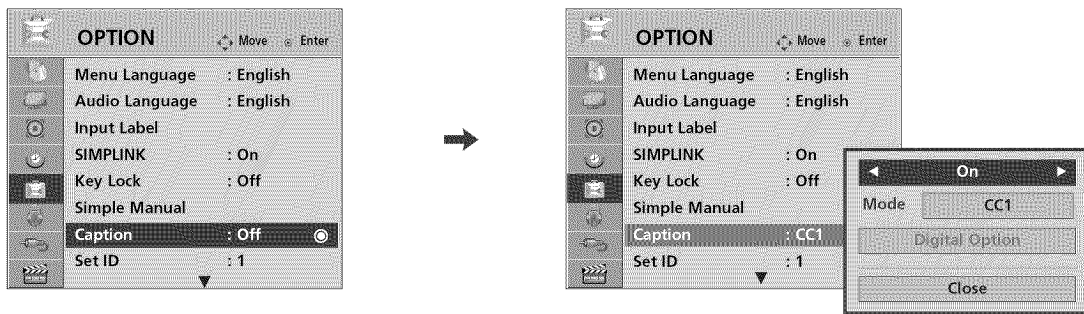 OPTION Move Enter
Menu Language : English
Audio Language : English
Input Label
SIMPLINK : On
Key Lock : Off
Simple Manual
Caption : Off
Set ID : 1
OPTION Move Enter
Menu Language : English
Audio Language : English
Input Label
SIMPLINK : On
Key Lock : Off
Simple Manual
Caption : CC1
Set ID : 1
On
Mode CC1
Digital Option
Close